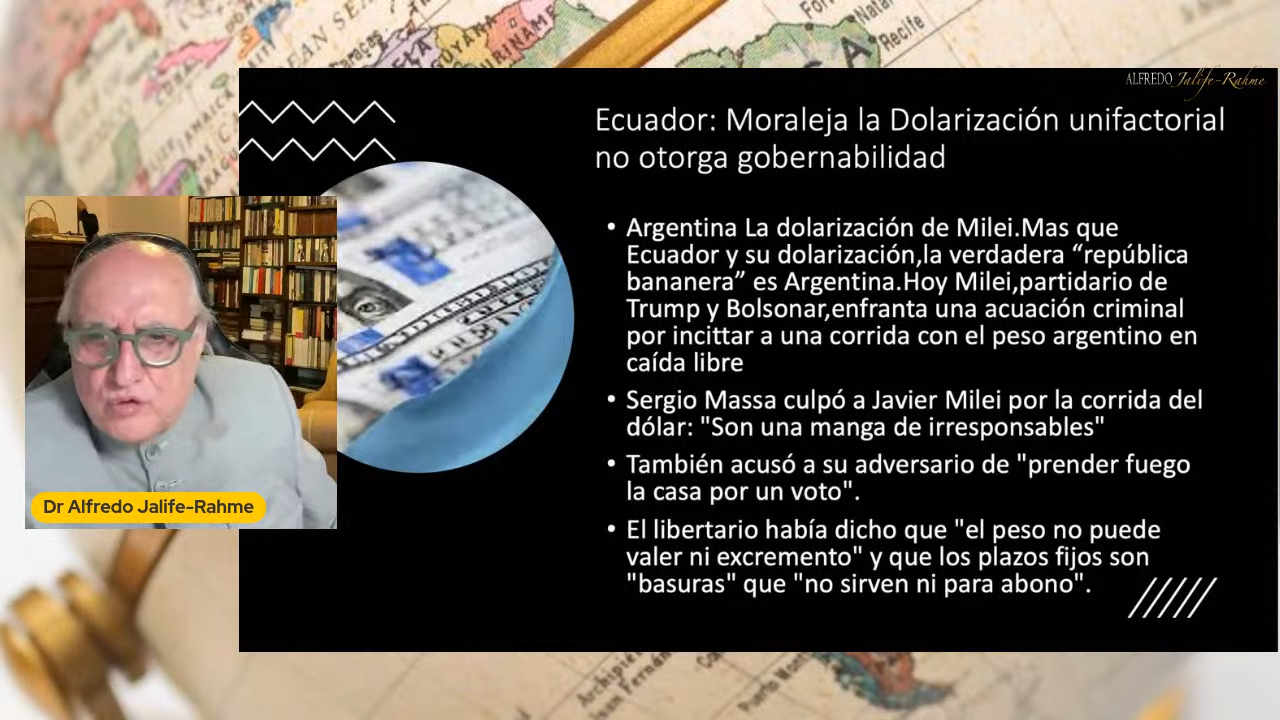 GUYANA
SURINAM
Recife
JAMAICA
ALFREDO Jalife-Rahme
Ecuador: Moraleja la Dolarización unifactorial
no otorga gobernabilidad
• Argentina La dolarización de Milei.Mas que
Ecuador y su dolarización,la verdadera “república
bananera” es Argentina.Hoy Milei,partidario de
Trump y Bolsonar,enfranta una acuación criminal
por incittar a una corrida con el peso argentino en
caída libre
• Sergio Massa culpó a Javier Milei por la corrida del
dólar: "Son una manga de irresponsables"
• También acusó a su adversario de "prender fuego
la casa por un voto".
• El libertario había dicho que "el peso no puede
valer ni excremento" y que los plazos fijos son
"basuras" que "no sirven ni para abono".
Dr Alfredo Jalife-Rahme